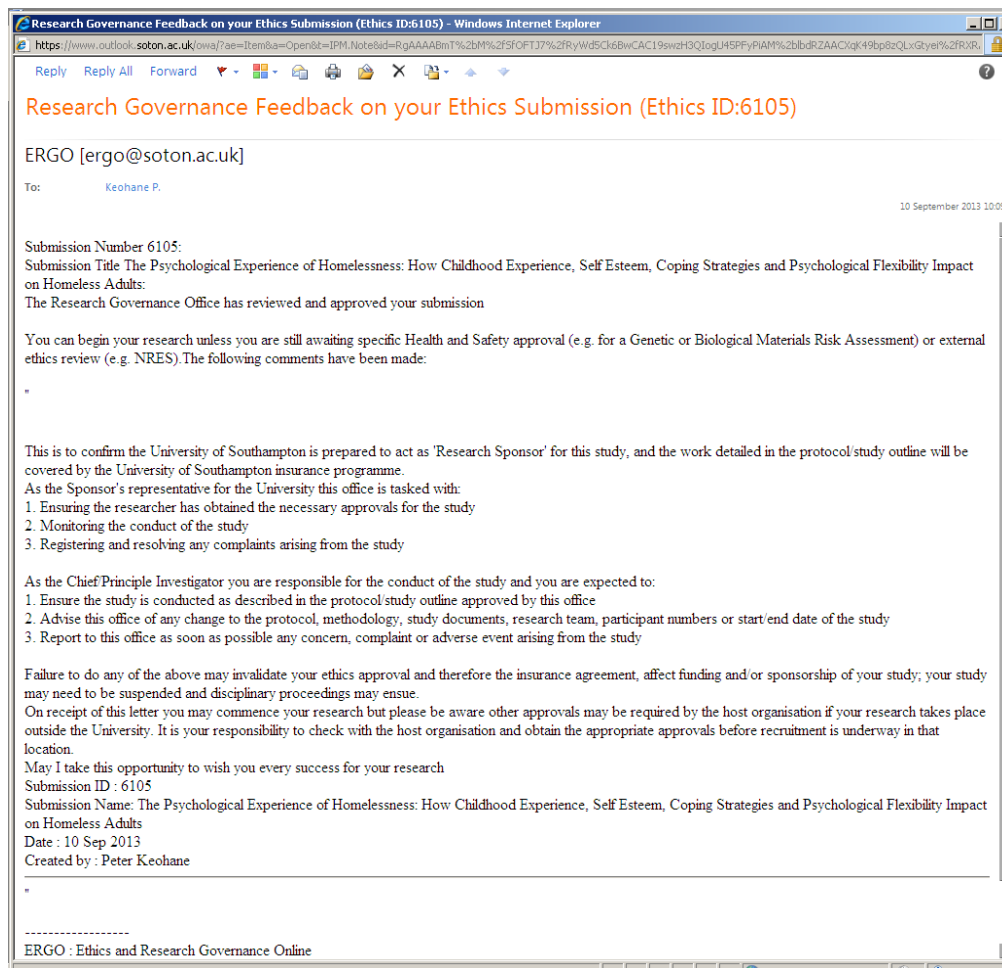 Research Governance Feedback on your Ethics Submission (Ethics ID:6105) - Windows Internet Explorer
Reply Reply All Forward
Research Governance Feedback on your Ethics Submission (Ethics ID:6105)
ERGO [ergo@soton.ac.uk]
To: Keohane P.
10 September 2013 10:09
Submission Number 6105:
Submission Title The Psychological Experience of Homelessness: How Childhood Experience, Self Esteem, Coping Strategies and Psychological Flexibility Impact
on Homeless Adults:
The Research Governance Office has reviewed and approved your submission
You can begin your research unless you are still awaiting specific Health and Safety approval (e.g. for a Genetic or Biological Materials Risk Assessment) or external
ethics review (e.g. NRES).The following comments have been made:
"
This is to confirm the University of Southampton is prepared to act as 'Research Sponsor' for this study, and the work detailed in the protocol/study outline will be
covered by the University of Southampton insurance programme.
As the Sponsor's representative for the University this office is tasked with:
1. Ensuring the researcher has obtained the necessary approvals for the study
2. Monitoring the conduct of the study
3. Registering and resolving any complaints arising from the study
As the Chief/Principle Investigator you are responsible for the conduct of the study and you are expected to:
1. Ensure the study is conducted as described in the protocol/study outline approved by this office
2. Advise this office of any change to the protocol, methodology, study documents, research team, participant numbers or start/end date of the study
3. Report to this office as soon as possible any concern, complaint or adverse event arising from the study
Failure to do any of the above may invalidate your ethics approval and therefore the insurance agreement, affect funding and/or sponsorship of your study; your study
may need to be suspended and disciplinary proceedings may ensue.
On receipt of this letter you may commence your research but please be aware other approvals may be required by the host organisation if your research takes place
outside the University. It is your responsibility to check with the host organisation and obtain the appropriate approvals before recruitment is underway in that
location.
May I take this opportunity to wish you every success for your research
Submission ID : 6105
Submission Name: The Psychological Experience of Homelessness: How Childhood Experience, Self Esteem, Coping Strategies and Psychological Flexibility Impact
on Homeless Adults
Date : 10 Sep 2013
Created by : Peter Keohane
"
------------------
ERGO : Ethics and Research Governance Online